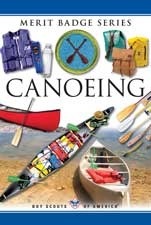 MERIT BADGE SERIES
CANOEING
BOY SCOUTS OF AMERICA